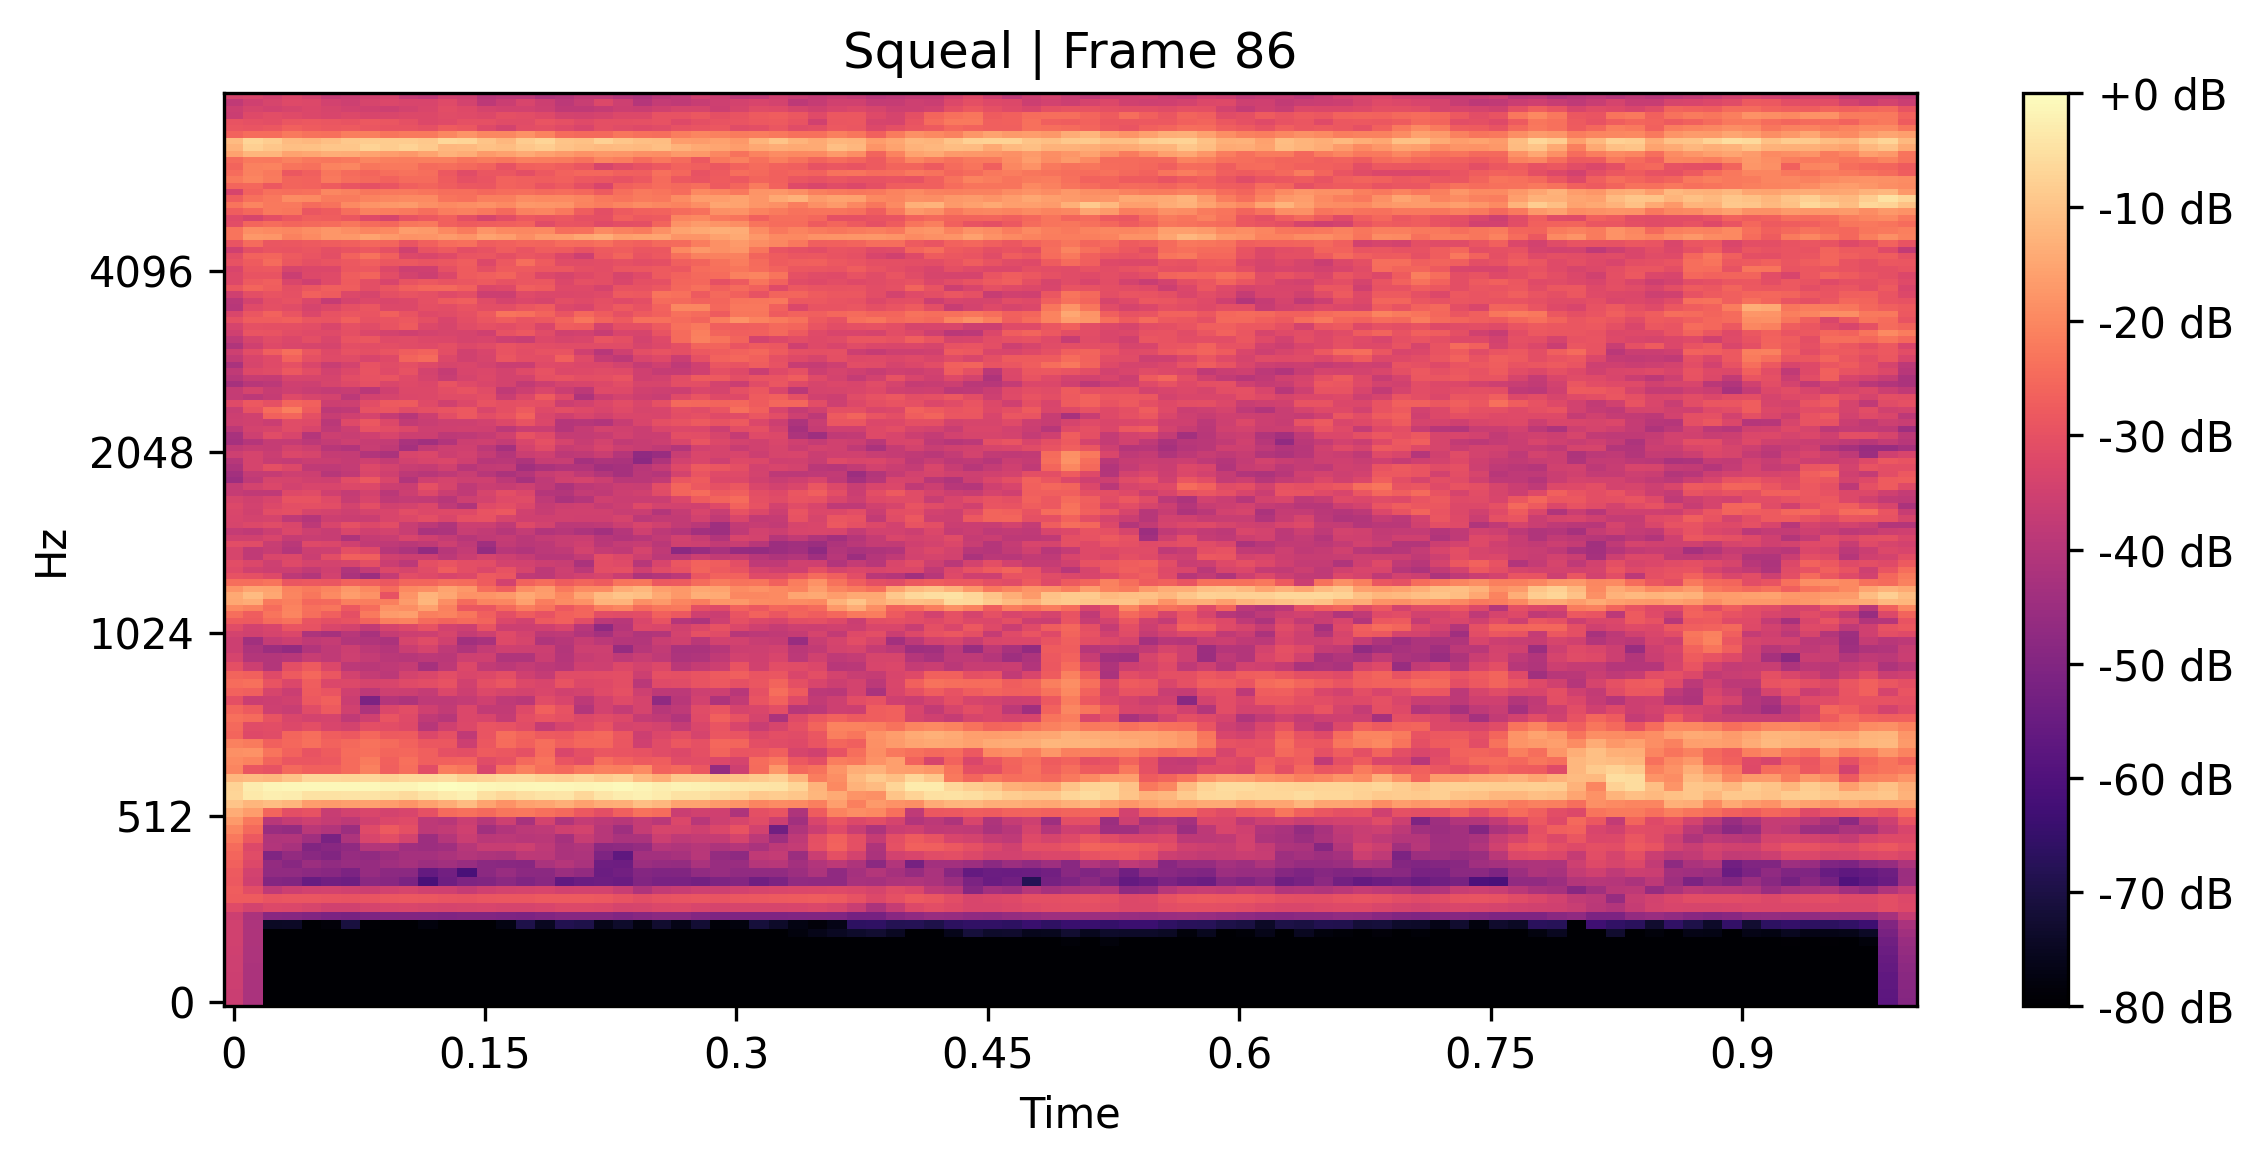 Squeal | Frame 86
+0 dB
-10 dB
-20 dB
-30 dB
-40 dB
-50 dB
-60 dB
-70 dB
-80 dB
4096
2048
1024
512
0
Hz
0 0.15 0.3 0.45 0.6 0.75 0.9
Time